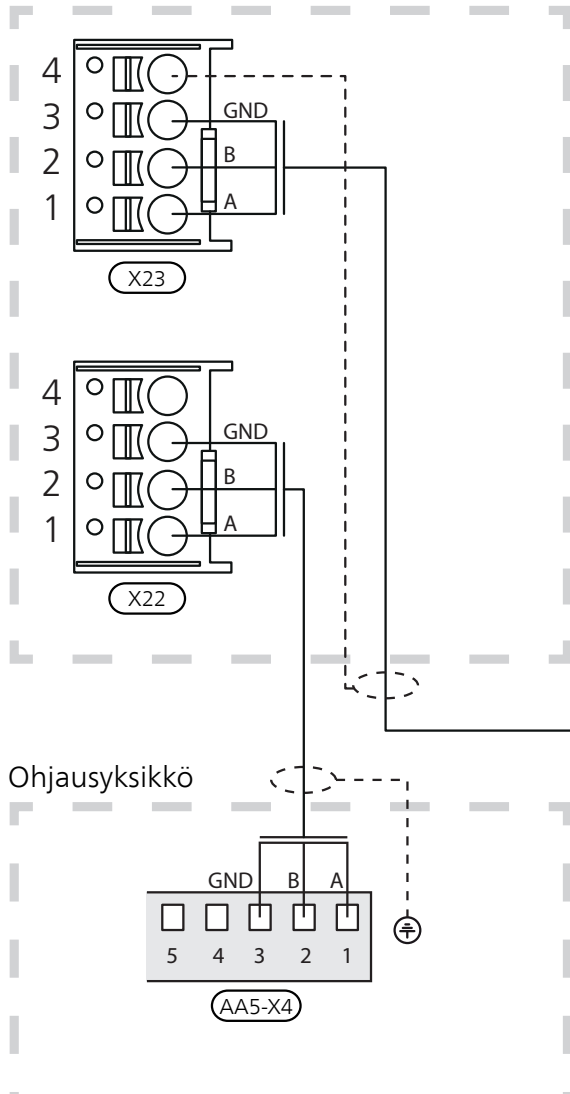 4
GND
3
B
2
A
1
X23
4
GND
3
B
2
A
1
X22
Ohjausyksikkö
GND B A
5 4 3 2 1
AA5-X4